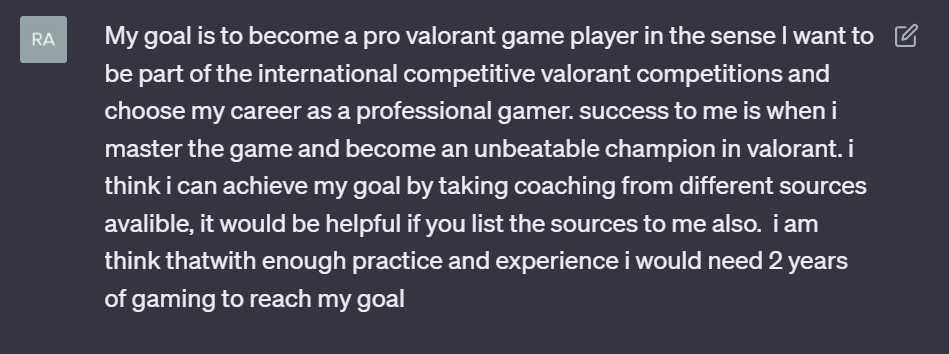 RA
My goal is to become a pro valorant game player in the sense I want to
be part of the international competitive valorant competitions and
choose my career as a professional gamer. success to me is when i
master the game and become an unbeatable champion in valorant. i
think i can achieve my goal by taking coaching from different sources
avalible, it would be helpful if you list the sources to me also.  i am
think thatwith enough practice and experience i would need 2 years
of gaming to reach my goal